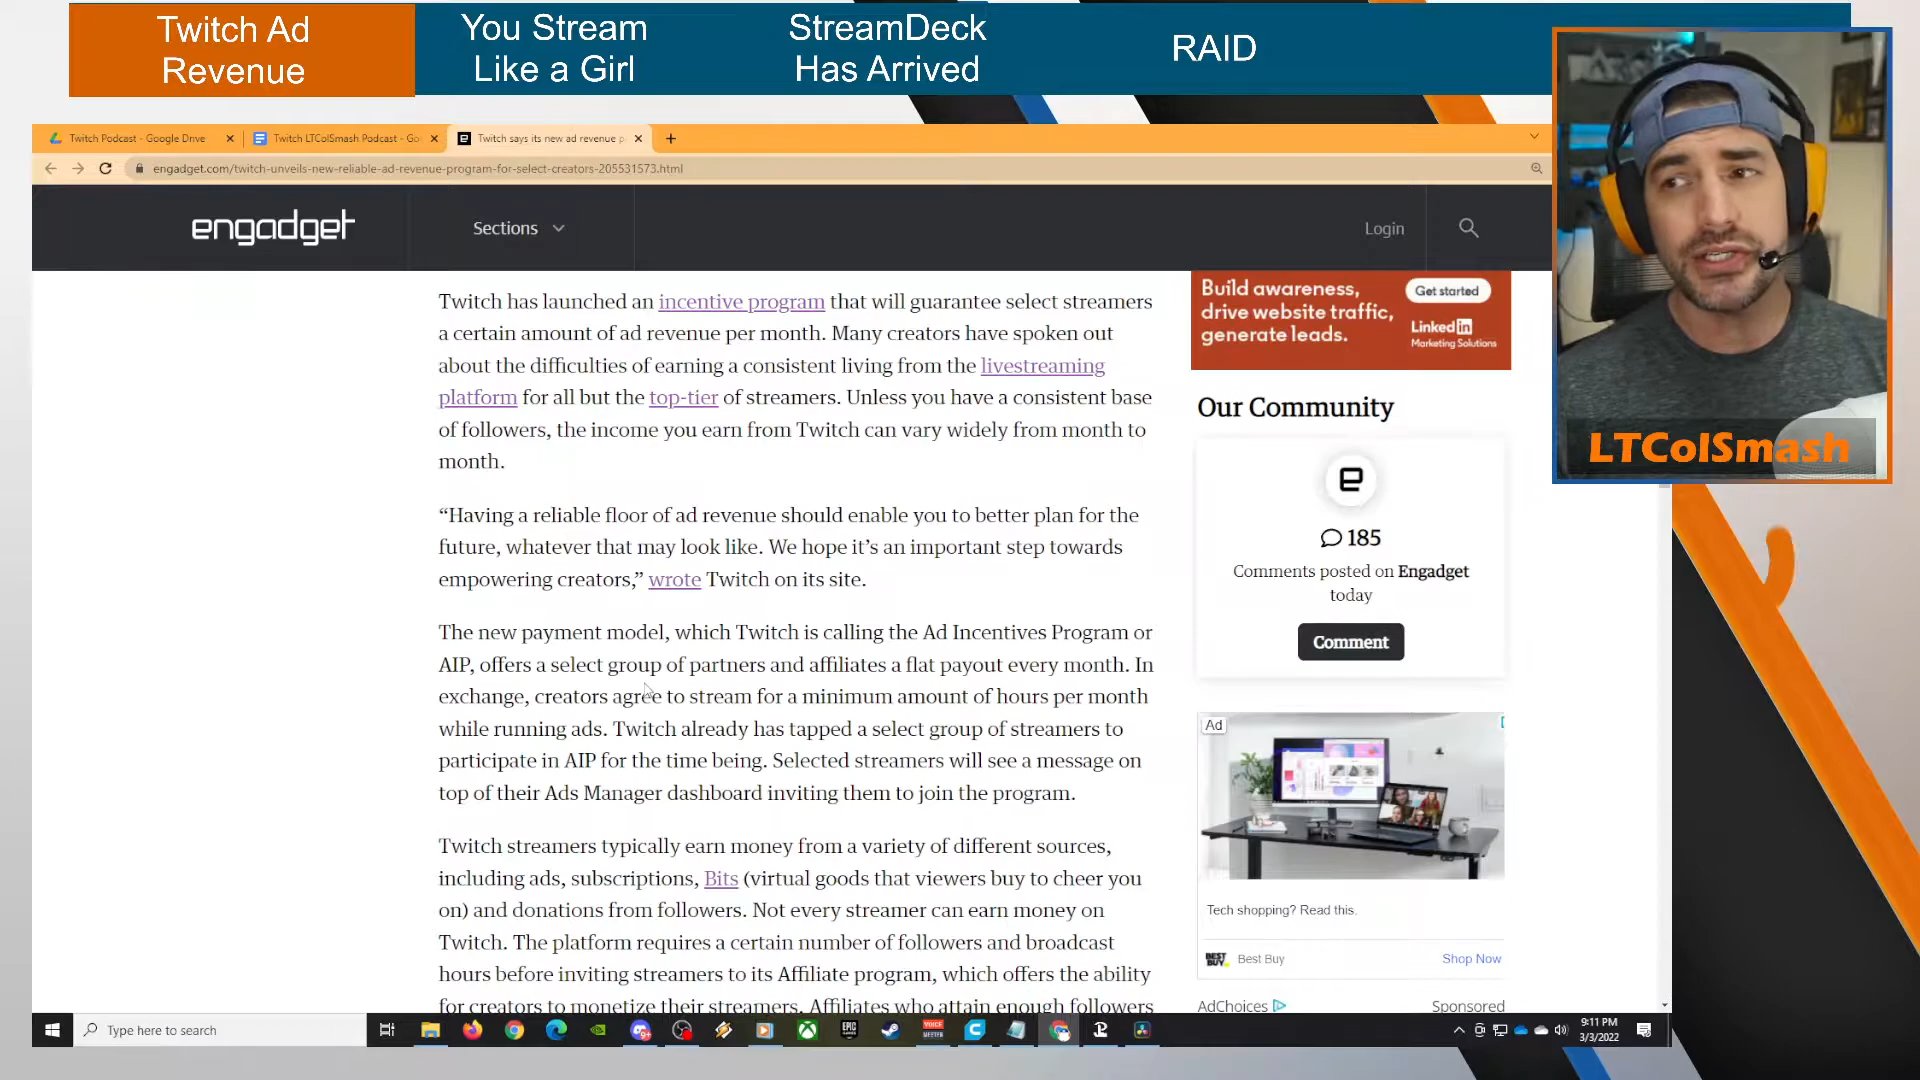 Twitch Ad
Revenue
You Stream
Like a Girl
StreamDeck
Has Arrived
RAID
Twitch Podcast - Google Drive
Twitch LTColSmash Podcast - Go
Twitch says its new ad revenue p
engadget.com/twitch-unveils-new-reliable-ad-revenue-program-for-select-creators-205531573.html
engadget
Sections
Login
Twitch has launched an incentive program that will guarantee select streamers
a certain amount of ad revenue per month. Many creators have spoken out
about the difficulties of earning a consistent living from the livestreaming
platform for all but the top-tier of streamers. Unless you have a consistent base
of followers, the income you earn from Twitch can vary widely from month to
month.
“Having a reliable floor of ad revenue should enable you to better plan for the
future, whatever that may look like. We hope it’s an important step towards
empowering creators,” wrote Twitch on its site.
The new payment model, which Twitch is calling the Ad Incentives Program or
AIP, offers a select group of partners and affiliates a flat payout every month. In
exchange, creators agree to stream for a minimum amount of hours per month
while running ads. Twitch already has tapped a select group of streamers to
participate in AIP for the time being. Selected streamers will see a message on
top of their Ads Manager dashboard inviting them to join the program.
Twitch streamers typically earn money from a variety of different sources,
including ads, subscriptions, Bits (virtual goods that viewers buy to cheer you
on) and donations from followers. Not every streamer can earn money on
Twitch. The platform requires a certain number of followers and broadcast
hours before inviting streamers to its Affiliate program, which offers the ability
for creators to monetize their streamers. Affiliates who attain enough followers
Build awareness,
drive website traffic,
generate leads.
Get started
Linked in
Marketing Solutions
Our Community
185
Comments posted on Engadget
today
Comment
Ad
Tech shopping? Read this.
BEST BUY
Best Buy
Shop Now
AdChoices
Sponsored
LTColSmash
Type here to search
EPIC
9:11 PM
3/3/2022